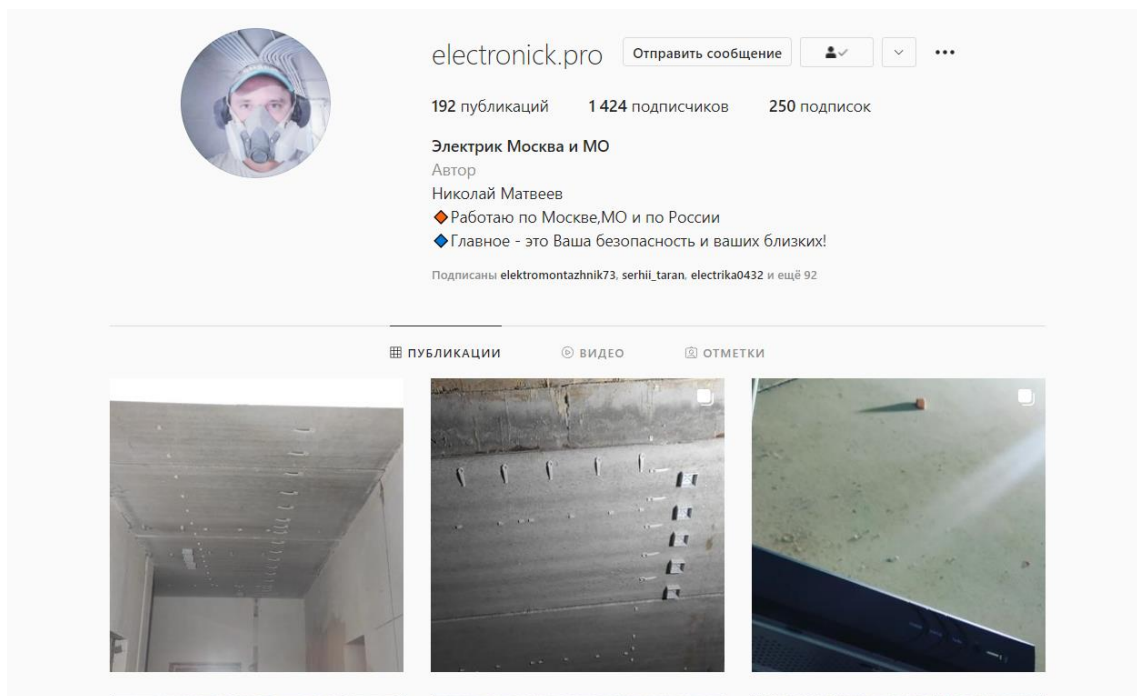 electronick.pro Отправить сообщение
192 публикаций 1 424 подписчиков 250 подписок
Электрик Москва и МО
Автор
Николай Матвеев
Работаю по Москве,МО и по России
Главное - это Ваша безопасность и ваших близких!
Подписаны elektromontazhnik73, serhii_taran, electrika0432 и ещё 92
ПУБЛИКАЦИИ ВИДЕО ОТМЕТКИ